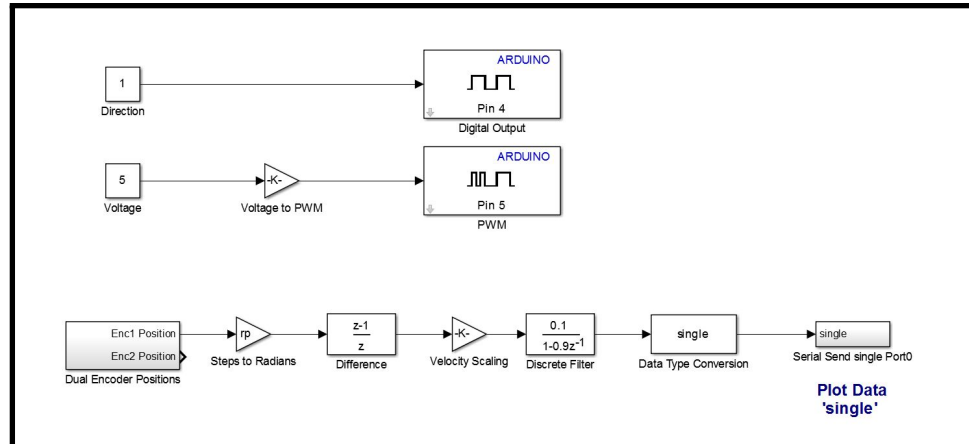 1
Direction
ARDUINO
Pin 4
Digital Output
5
Voltage
-K-
Voltage to PWM
ARDUINO
Pin 5
PWM
Enc1 Position
Enc2 Position
Dual Encoder Positions
rp
Steps to Radians
z-1
z
Difference
-K-
Velocity Scaling
0.1
1-0.9z-1
Discrete Filter
single
Data Type Conversion
single
Serial Send single Port0
Plot Data
'single'